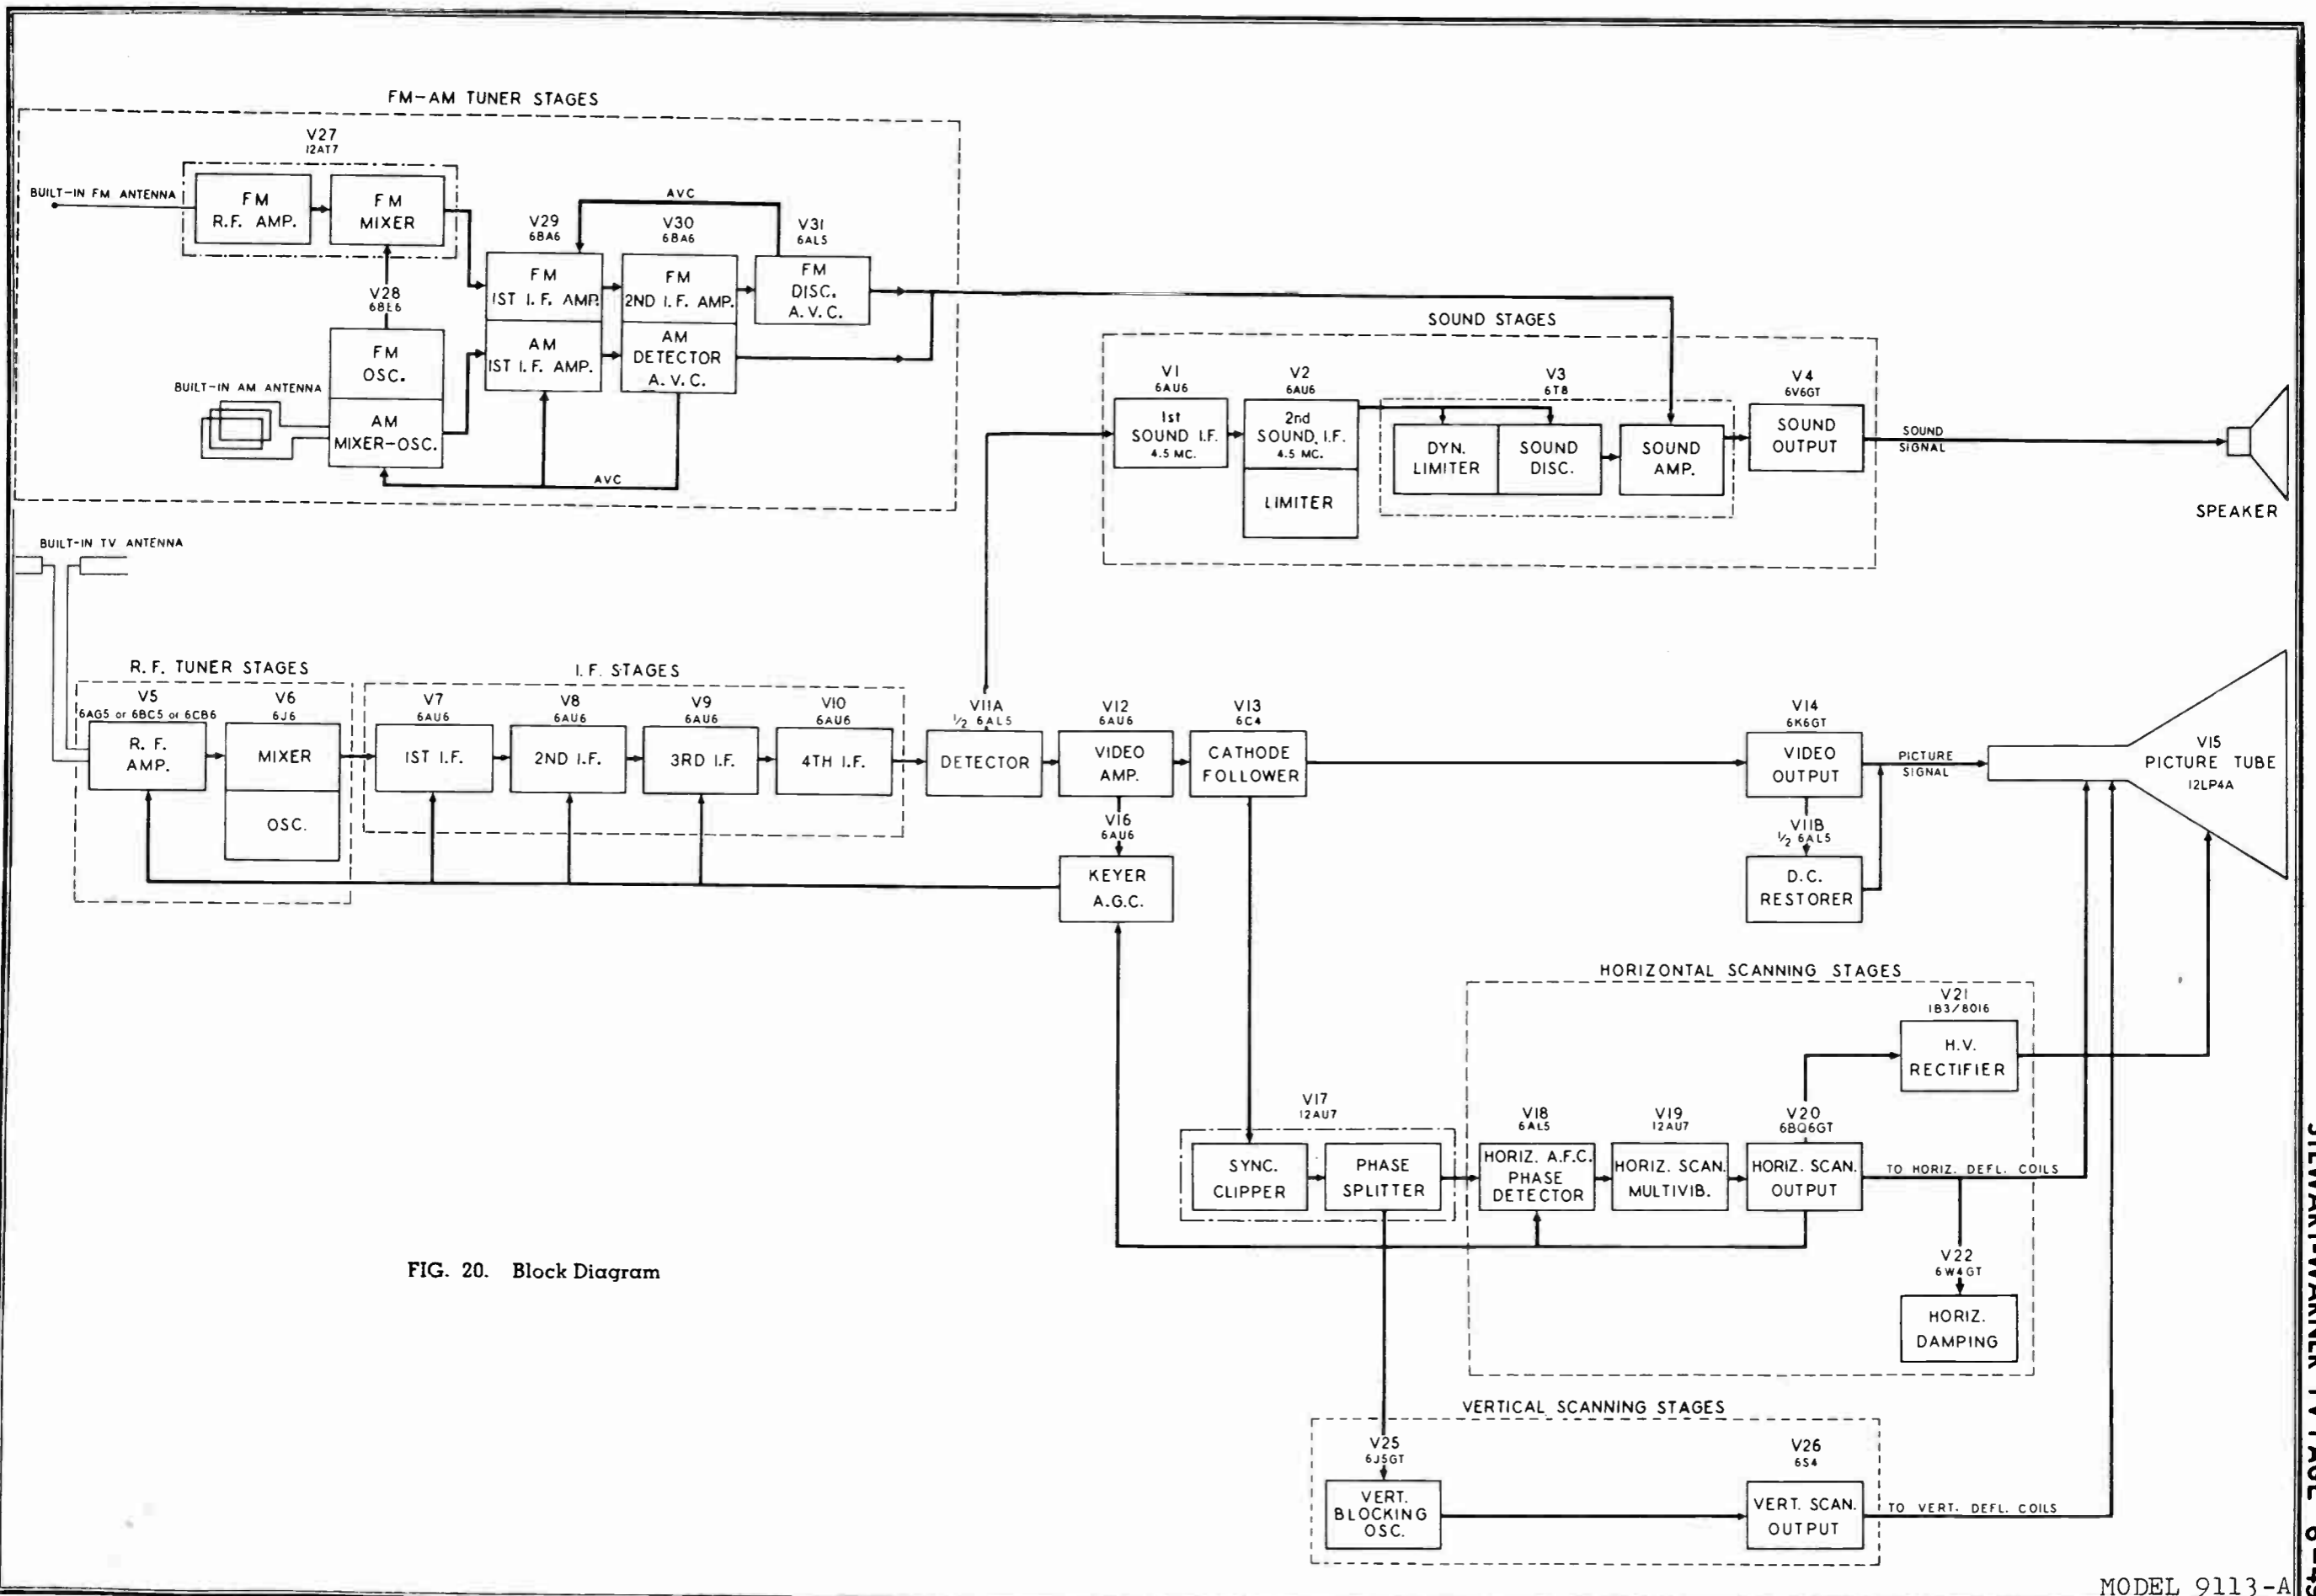 FM-AM TUNER STAGES
V27
12AT7
BUILT-IN FM ANTENNA
FM
R.F. AMP.
FM
MIXER
AVC
V29
6BA6
V30
6BA6
V31
6AL5
FM
1ST I.F. AMP.
FM
2ND I.F. AMP.
FM
DISC.
A.V.C.
V28
6BE6
FM
OSC.
AM
1ST I.F. AMP.
AM
DETECTOR
A.V.C.
BUILT-IN AM ANTENNA
AM
MIXER-OSC.
AVC
SOUND STAGES
V1
6AU6
V2
6AU6
V3
6T8
V4
6V6GT
1st
SOUND I.F.
4.5 MC.
2nd
SOUND, I.F.
4.5 MC.
LIMITER
DYN.
LIMITER
SOUND
DISC.
SOUND
AMP.
SOUND
OUTPUT
SOUND
SIGNAL
SPEAKER
BUILT-IN TV ANTENNA
R.F. TUNER STAGES
I.F. STAGES
V5
6AG5 or 6BC5 or 6CB6
V6
6J6
V7
6AU6
V8
6AU6
V9
6AU6
V10
6AU6
V11A
1/2 6AL5
V12
6AU6
V13
6C4
V14
6K6GT
R.F.
AMP.
MIXER
OSC.
1ST I.F.
2ND I.F.
3RD I.F.
4TH I.F.
DETECTOR
VIDEO
AMP.
CATHODE
FOLLOWER
VIDEO
OUTPUT
PICTURE
SIGNAL
V15
PICTURE TUBE
12LP4A
V16
6AU6
KEYER
A.G.C.
V11B
1/2 6AL5
D.C.
RESTORER
HORIZONTAL SCANNING STAGES
V21
1B3/8016
H.V.
RECTIFIER
V17
12AU7
V18
6AL5
V19
12AU7
V20
6BQ6GT
SYNC.
CLIPPER
PHASE
SPLITTER
HORIZ. A.F.C.
PHASE
DETECTOR
HORIZ. SCAN.
MULTIVIB.
HORIZ. SCAN.
OUTPUT
TO HORIZ. DEFL. COILS
V22
6W4GT
HORIZ.
DAMPING
FIG. 20. Block Diagram
VERTICAL SCANNING STAGES
V25
6J5GT
V26
6S4
VERT.
BLOCKING
OSC.
VERT. SCAN.
OUTPUT
TO VERT. DEFL. COILS
MODEL 9113-A